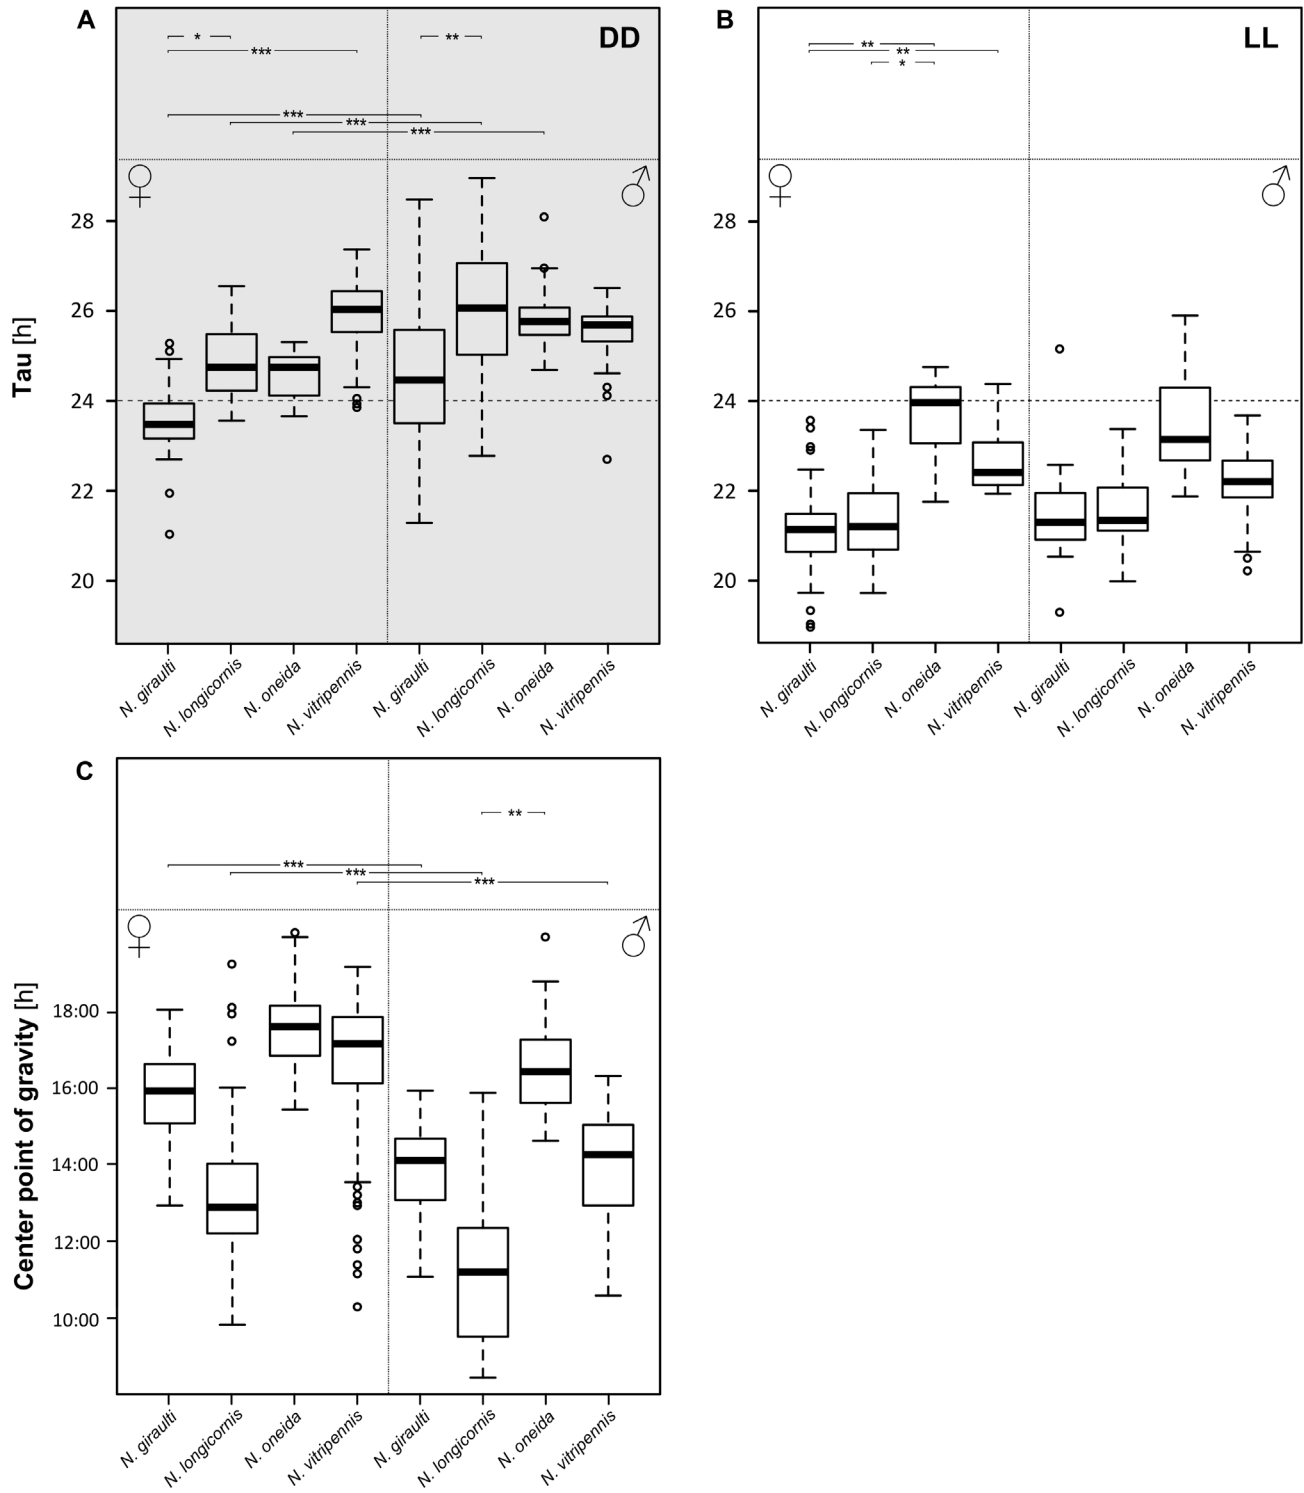 A
DD
*
**
***
***
***
***
♀
♂
28
26
24
22
20
Tau [h]
N. giraulti
N. longicornis
N. oneida
N. vitripennis
N. giraulti
N. longicornis
N. oneida
N. vitripennis
B
LL
**
**
*
♀
♂
28
26
24
22
20
N. giraulti
N. longicornis
N. oneida
N. vitripennis
N. giraulti
N. longicornis
N. oneida
N. vitripennis
C
**
***
***
***
♀
♂
18:00
16:00
14:00
12:00
10:00
Center point of gravity [h]
N. giraulti
N. longicornis
N. oneida
N. vitripennis
N. giraulti
N. longicornis
N. oneida
N. vitripennis